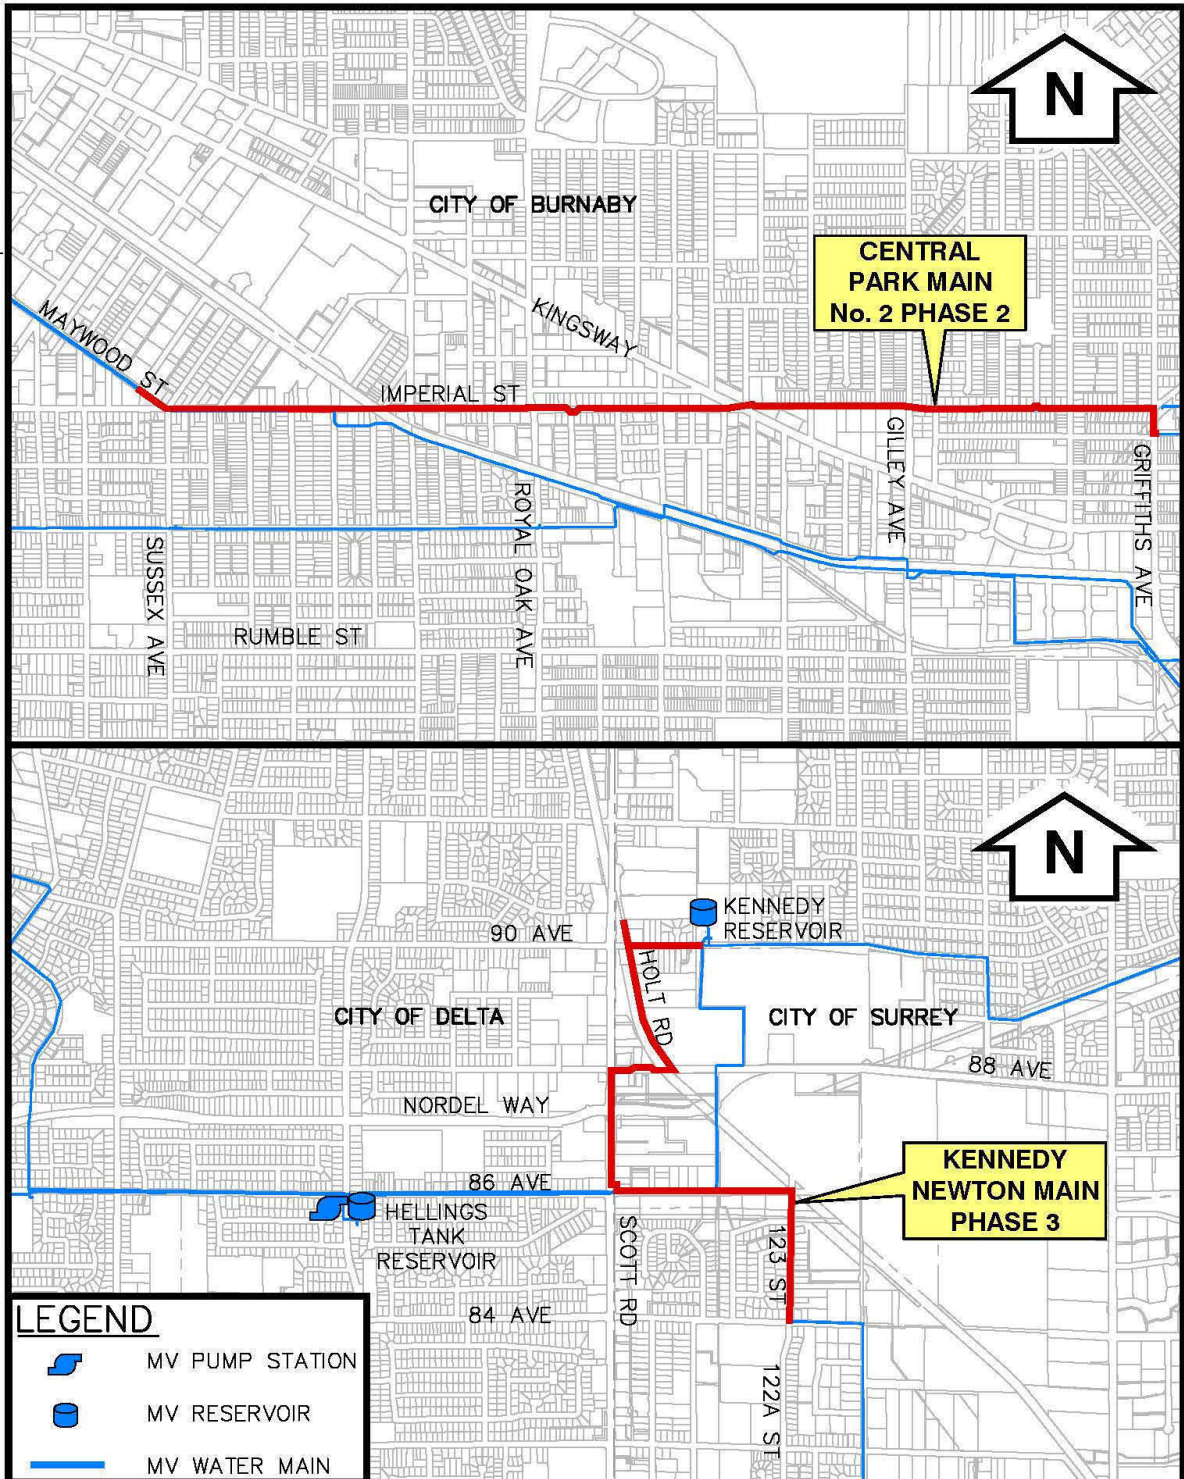 N
CITY OF BURNABY
CENTRAL
PARK MAIN
No. 2 PHASE 2
MAYWOOD ST
KINGSWAY
IMPERIAL ST
GILLEY AVE
GRIFFITHS AVE
ROYAL OAK AVE
SUSSEX AVE
RUMBLE ST
N
KENNEDY
RESERVOIR
90 AVE
HOLT RD
CITY OF DELTA
CITY OF SURREY
88 AVE
NORDEL WAY
KENNEDY
NEWTON MAIN
PHASE 3
86 AVE
HELLINGS
TANK
RESERVOIR
SCOTT RD
123 ST
84 AVE
122A ST
LEGEND
MV PUMP STATION
MV RESERVOIR
MV WATER MAIN